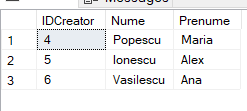 Messages
IDCreator Nume Prenume
1 4 Popescu Maria
2 5 Ionescu Alex
3 6 Vasilescu Ana